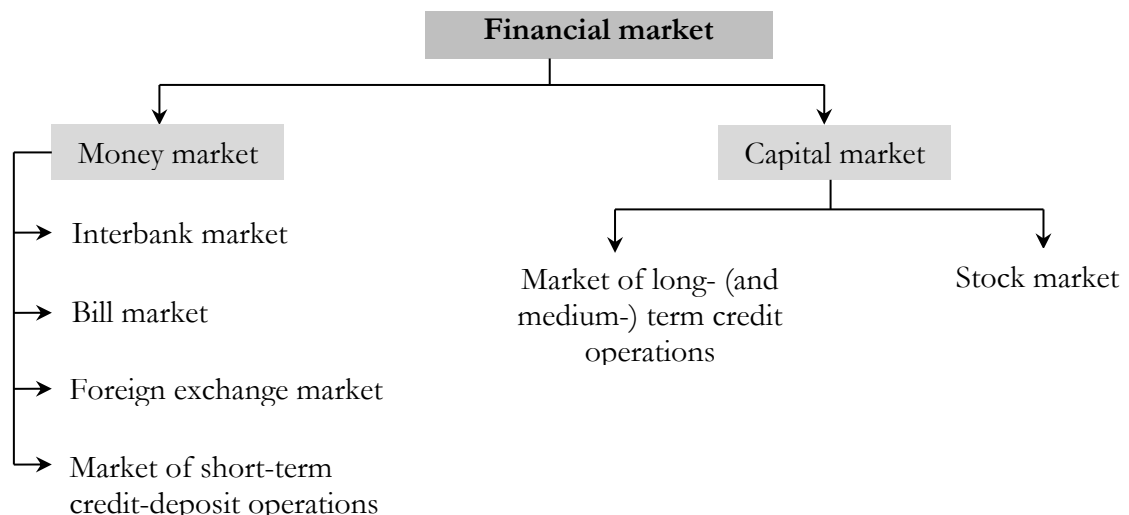 Financial market
Money market
Capital market
Interbank market
Bill market
Foreign exchange market
Market of short-term
credit-deposit operations
Market of long- (and
medium-) term credit
operations
Stock market